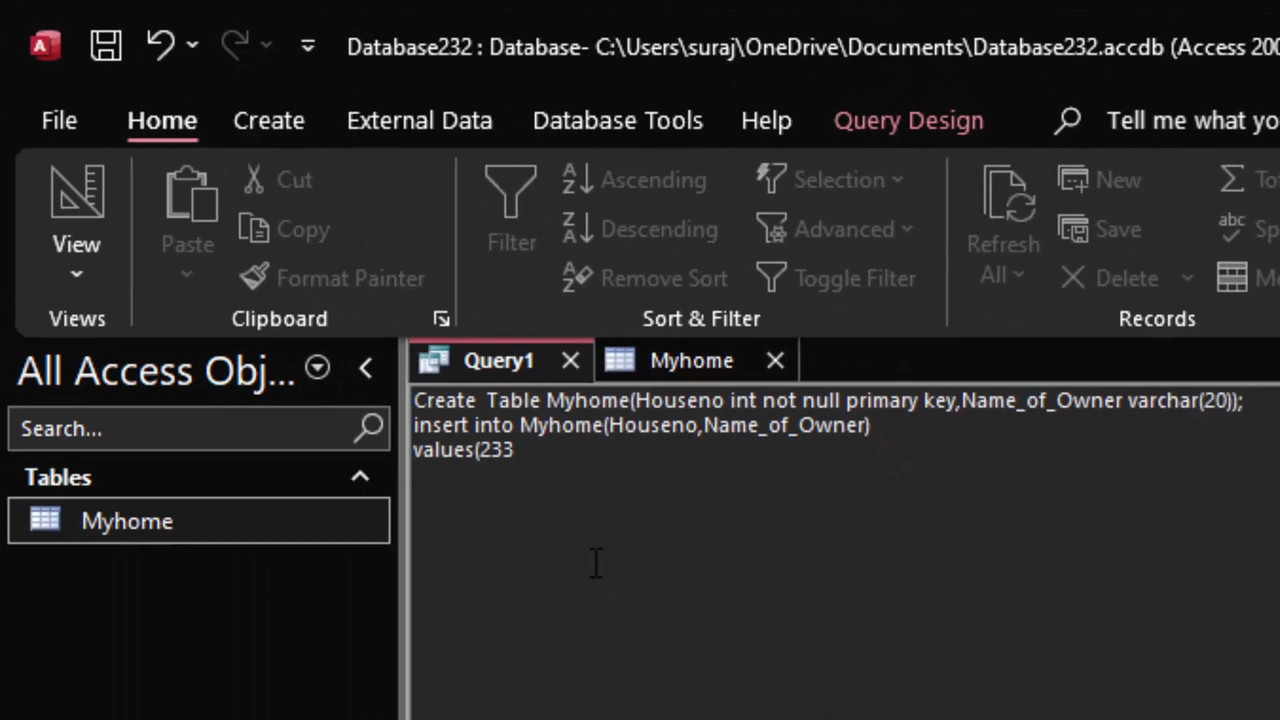 Database232 : Database- C:\Users\suraj\OneDrive\Documents\Database232.accdb (Access 200
File Home Create External Data Database Tools Help Query Design Tell me what yo
View
Views
Paste
Cut
Copy
Format Painter
Clipboard
Filter
Ascending
Descending
Remove Sort
Selection
Advanced
Toggle Filter
Sort & Filter
Refresh
All
New
Save
Delete
Records
All Access Obj...
Search...
Tables
Myhome
Query1 Myhome
Create  Table Myhome(Houseno int not null primary key,Name_of_Owner varchar(20));
insert into Myhome(Houseno,Name_of_Owner)
values(233